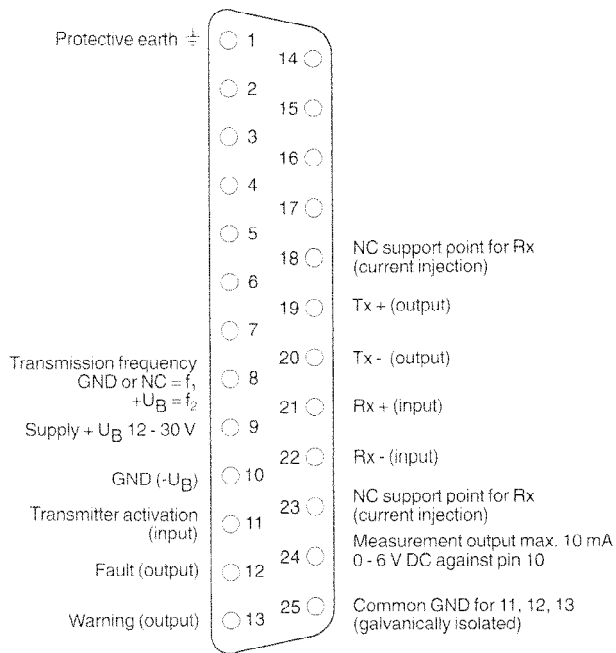 Protective earth ⏚ 1
14
2
15
3
16
4
17
5
18 NC support point for Rx
(current injection)
6
19 Tx + (output)
7
20 Tx - (output)
Transmission frequency
GND or NC = f1
+UB = f2
8
21 Rx + (input)
Supply + UB 12 - 30 V 9
22 Rx - (input)
GND (-UB) 10
23 NC support point for Rx
(current injection)
Transmitter activation
(input)
11
24 Measurement output max. 10 mA
0 - 6 V DC against pin 10
Fault (output) 12
25 Common GND for 11, 12, 13
(galvanically isolated)
Warning (output) 13